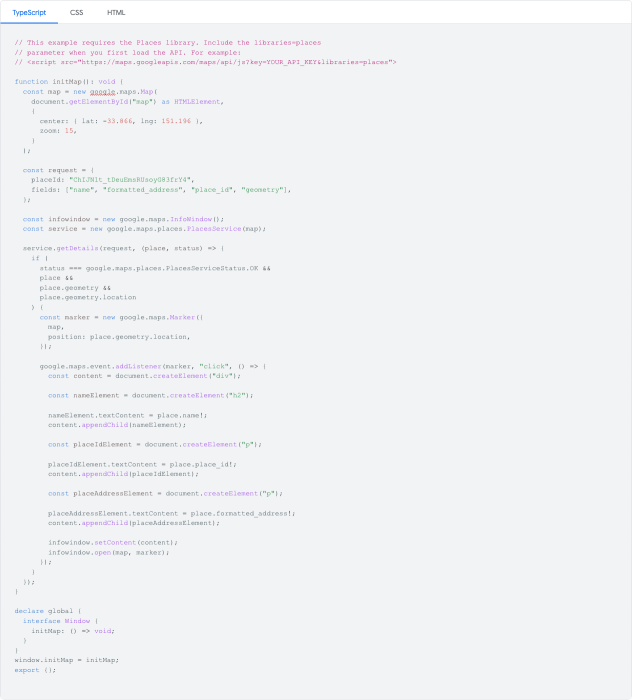 TypeScript CSS HTML
// This example requires the Places library. Include the libraries=places
// parameter when you first load the API. For example:
// <script src="https://maps.googleapis.com/maps/api/js?key=YOUR_API_KEY&libraries=places">
function initMap(): void {
const map = new google.maps.Map(
document.getElementById("map") as HTMLElement,
{
center: { lat: -33.866, lng: 151.196 },
zoom: 15,
}
);
const request = {
placeId: "ChIJN1t_tDeuEmsRUsoyG83frY4",
fields: ["name", "formatted_address", "place_id", "geometry"],
};
const infowindow = new google.maps.InfoWindow();
const service = new google.maps.places.PlacesService(map);
service.getDetails(request, (place, status) => {
if (
status === google.maps.places.PlacesServiceStatus.OK &&
place &&
place.geometry &&
place.geometry.location
) {
const marker = new google.maps.Marker({
map,
position: place.geometry.location,
});
google.maps.event.addListener(marker, "click", () => {
const content = document.createElement("div");
const nameElement = document.createElement("h2");
nameElement.textContent = place.name!;
content.appendChild(nameElement);
const placeIdElement = document.createElement("p");
placeIdElement.textContent = place.place_id!;
content.appendChild(placeIdElement);
const placeAddressElement = document.createElement("p");
placeAddressElement.textContent = place.formatted_address!;
content.appendChild(placeAddressElement);
infowindow.setContent(content);
infowindow.open(map, marker);
});
}
});
}
declare global {
interface Window {
initMap: () => void;
}
}
window.initMap = initMap;
export {};